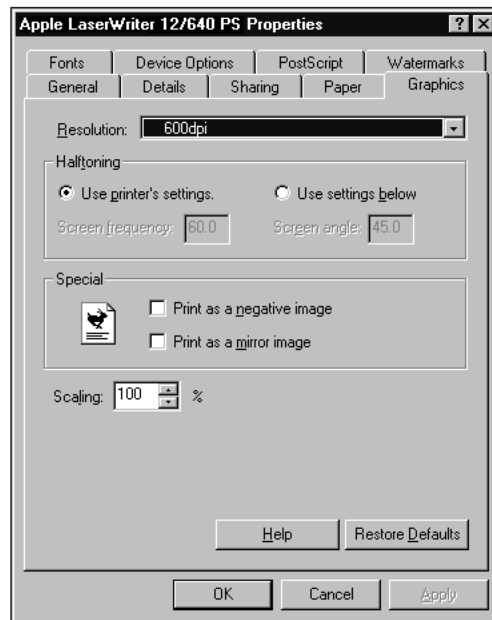 Apple LaserWriter 12/640 PS Properties
Fonts Device Options PostScript Watermarks
General Details Sharing Paper Graphics
Resolution: 600dpi
Halftoning
Use printer's settings. Use settings below
Screen frequency: 60.0 Screen angle: 45.0
Special
Print as a negative image
Print as a mirror image
Scaling: 100 %
Help Restore Defaults
OK Cancel Apply